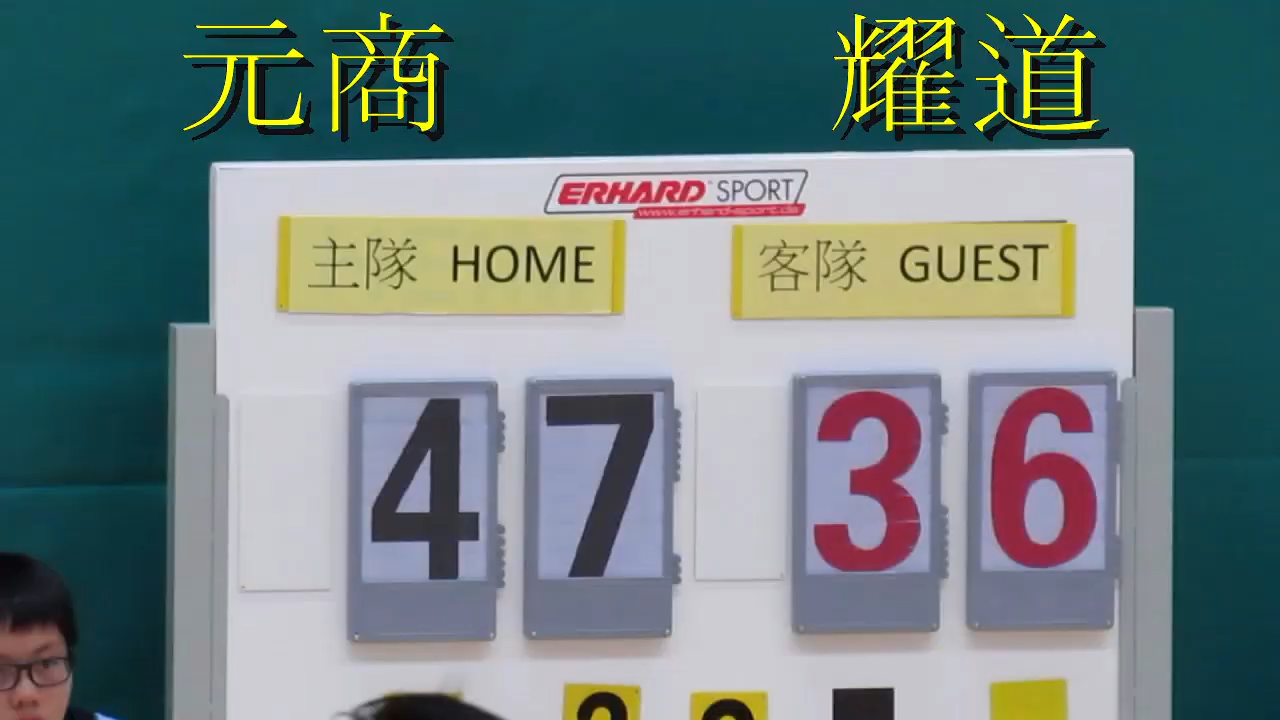 元商 耀道
ERHARD SPORT
www.erhard-sport.de
主隊 HOME 客隊 GUEST
47 36